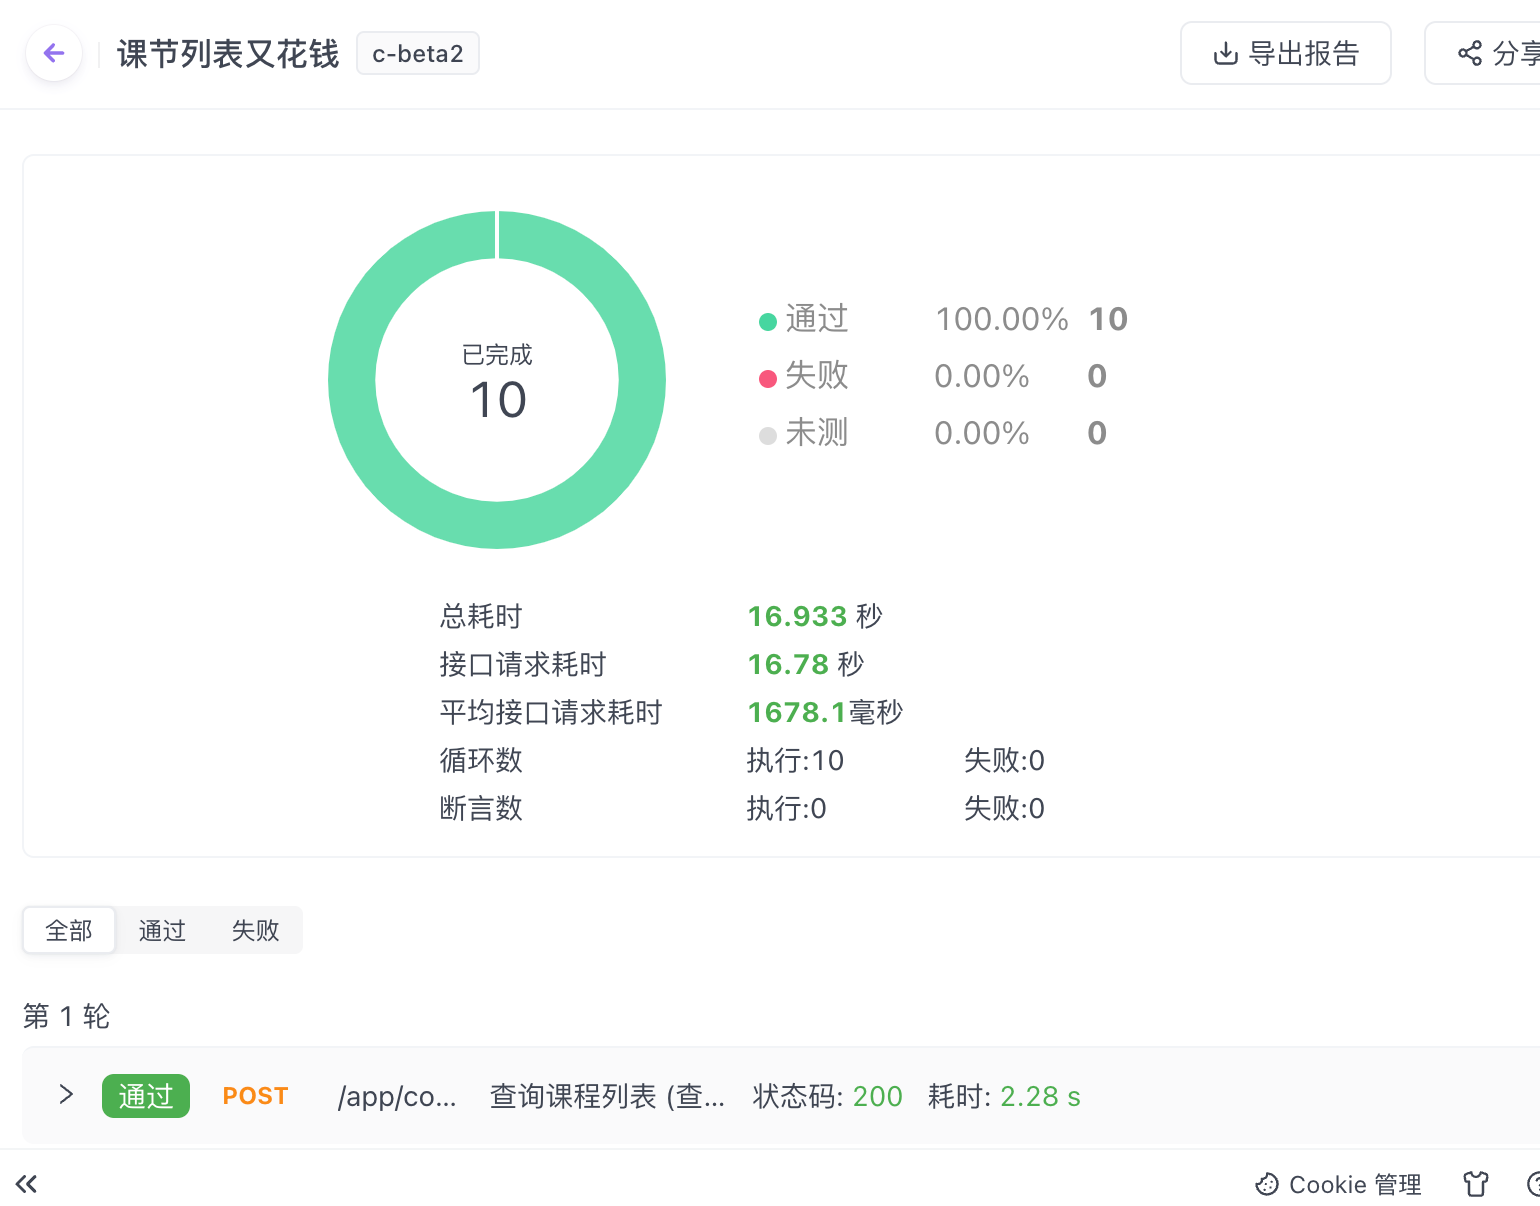 课节列表又花钱 c-beta2 导出报告 分享
已完成
10
通过 100.00% 10
失败 0.00% 0
未测 0.00% 0
总耗时 16.933 秒
接口请求耗时 16.78 秒
平均接口请求耗时 1678.1毫秒
循环数 执行:10 失败:0
断言数 执行:0 失败:0
全部 通过 失败
第 1 轮
通过 POST /app/co... 查询课程列表 (查... 状态码: 200 耗时: 2.28 s
Cookie 管理